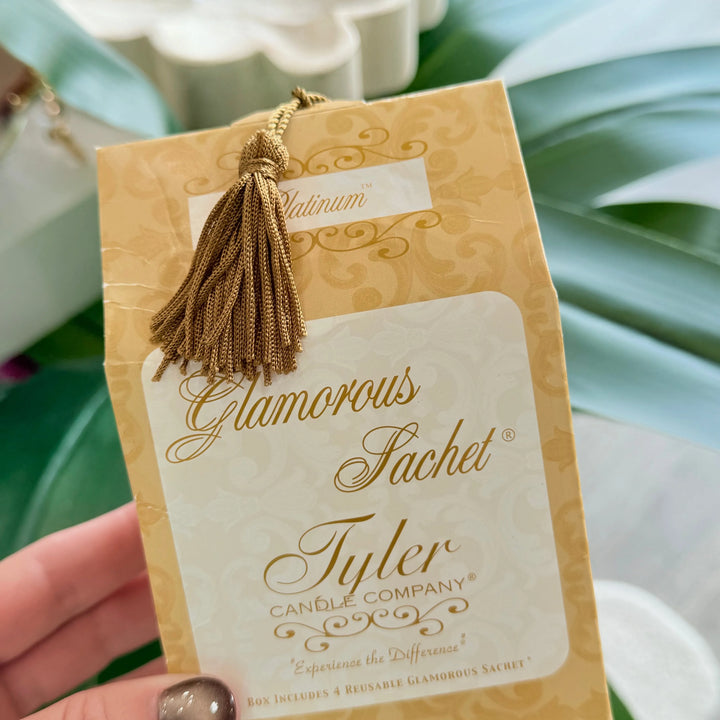 Platinum™
Glamorous
Sachet®
Tyler
CANDLE COMPANY®
"Experience the Difference"®
BOX INCLUDES 4 REUSABLE GLAMOROUS SACHET®